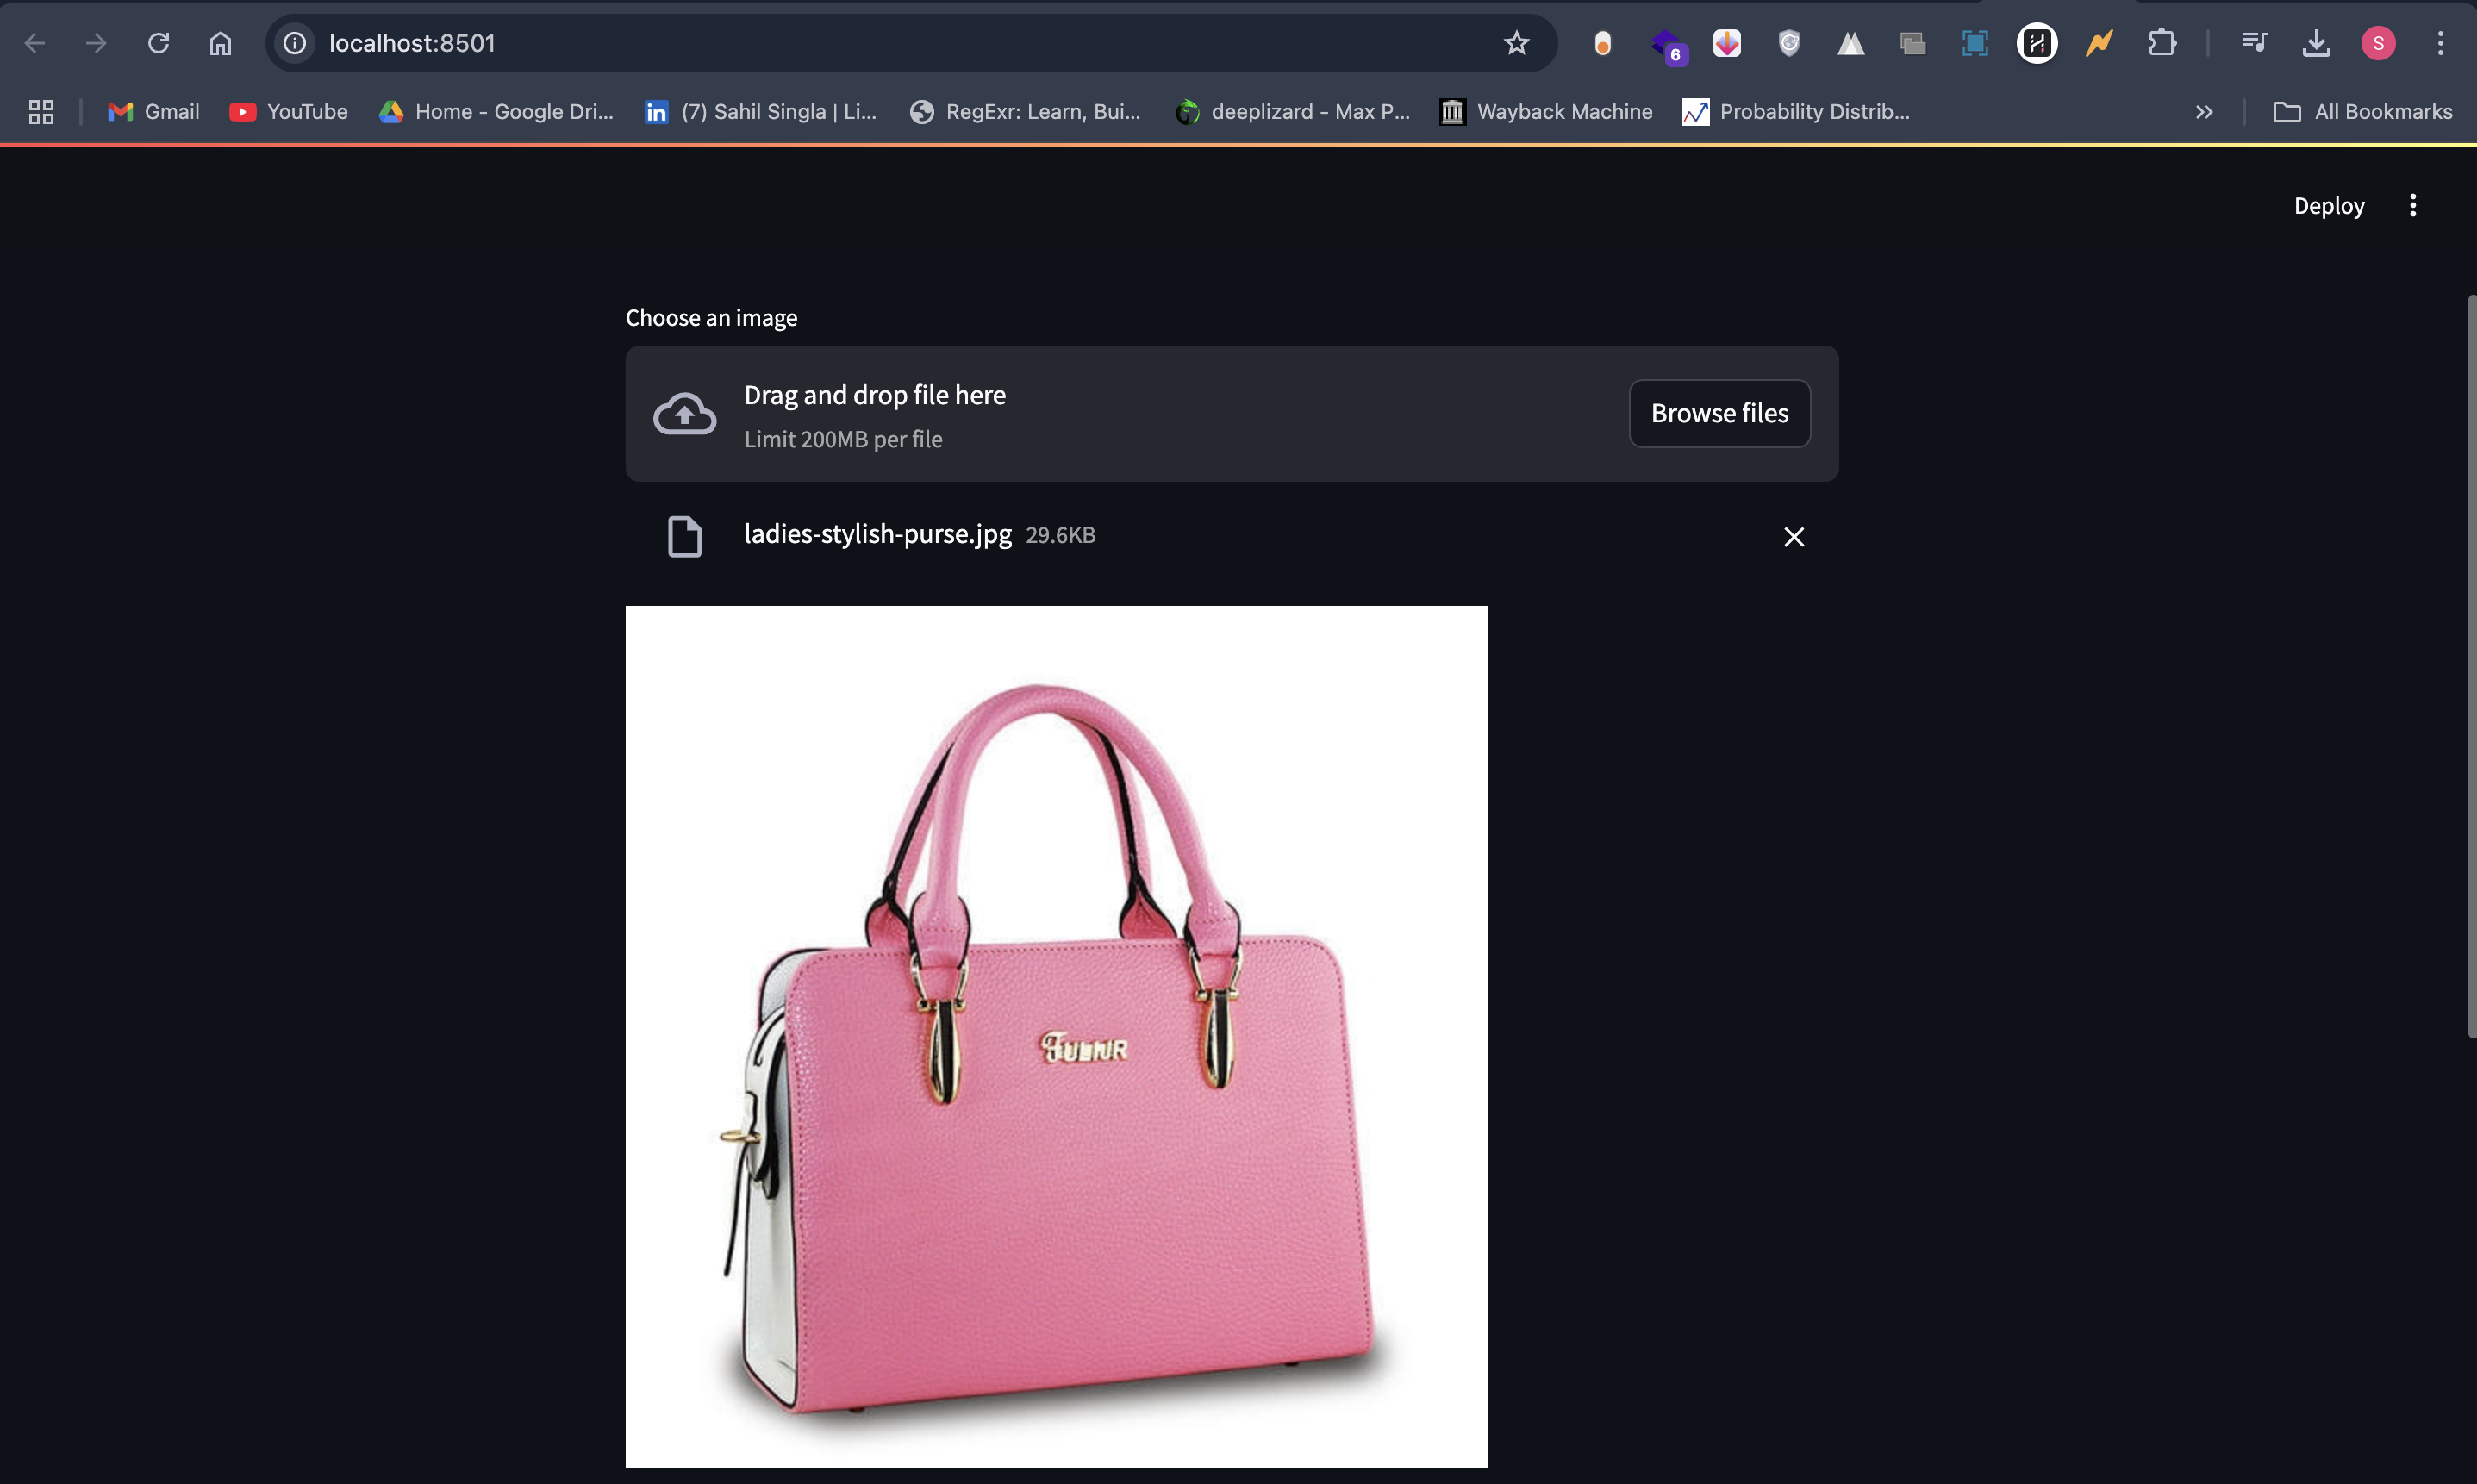 localhost:8501
6
S
Gmail
YouTube
Home - Google Dri...
in
(7) Sahil Singla | Li...
RegExr: Learn, Bui...
deeplizard - Max P...
Wayback Machine
Probability Distrib...
All Bookmarks
Deploy
Choose an image
Drag and drop file here
Limit 200MB per file
Browse files
ladies-stylish-purse.jpg 29.6KB